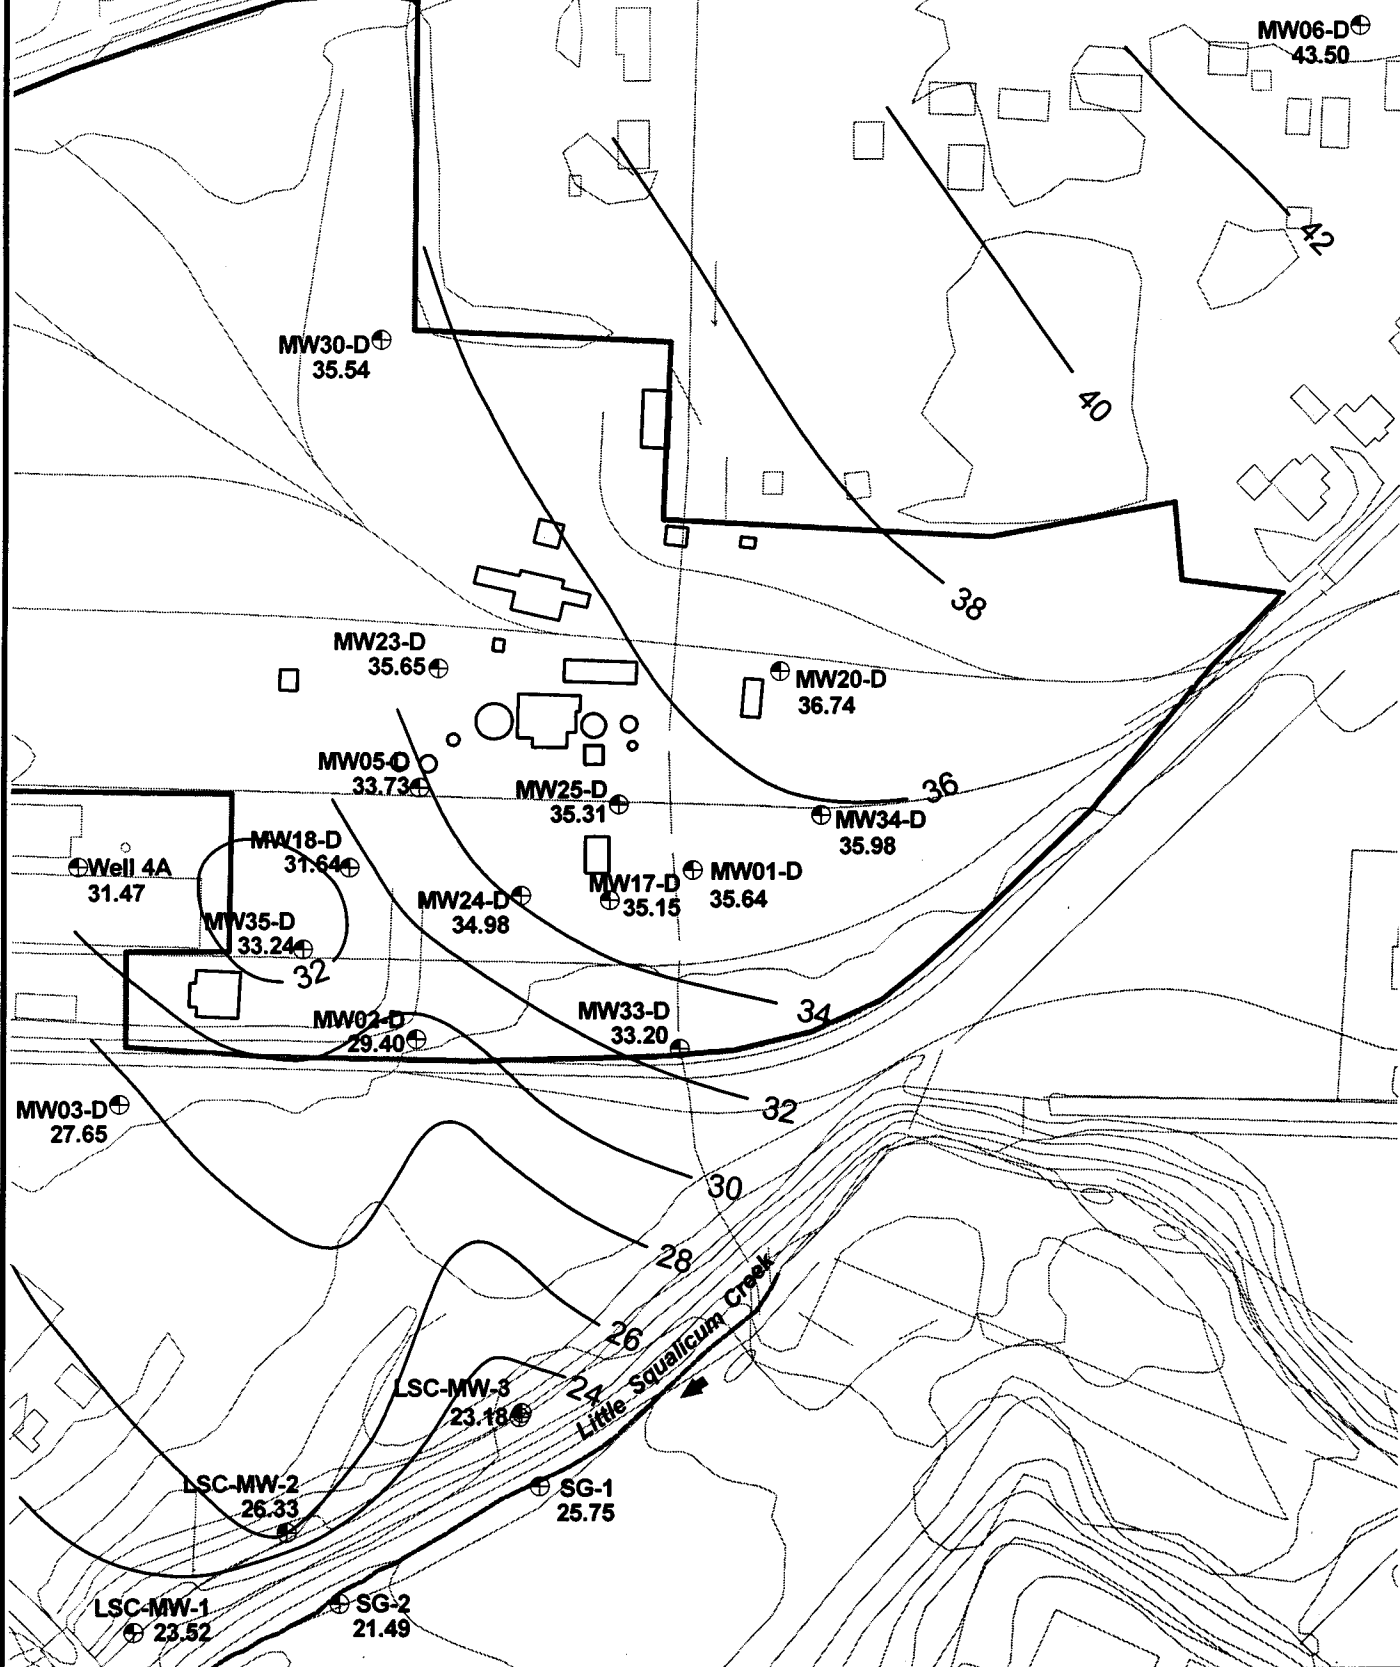 MW06-D
43.50
42
MW30-D
35.54
40
38
MW23-D
35.65
MW20-D
36.74
MW05-D
33.73
MW25-D
35.31
36
MW34-D
35.98
MW18-D
31.64
Well 4A
31.47
MW01-D
35.64
MW17-D
35.15
MW24-D
34.98
MW35-D
33.24
32
MW33-D
33.20
34
MW02-D
29.40
MW03-D
27.65
32
30
28
26
24
Little Squalicum Creek
LSC-MW-3
23.18
LSC-MW-2
26.33
SG-1
25.75
LSC-MW-1
23.52
SG-2
21.49